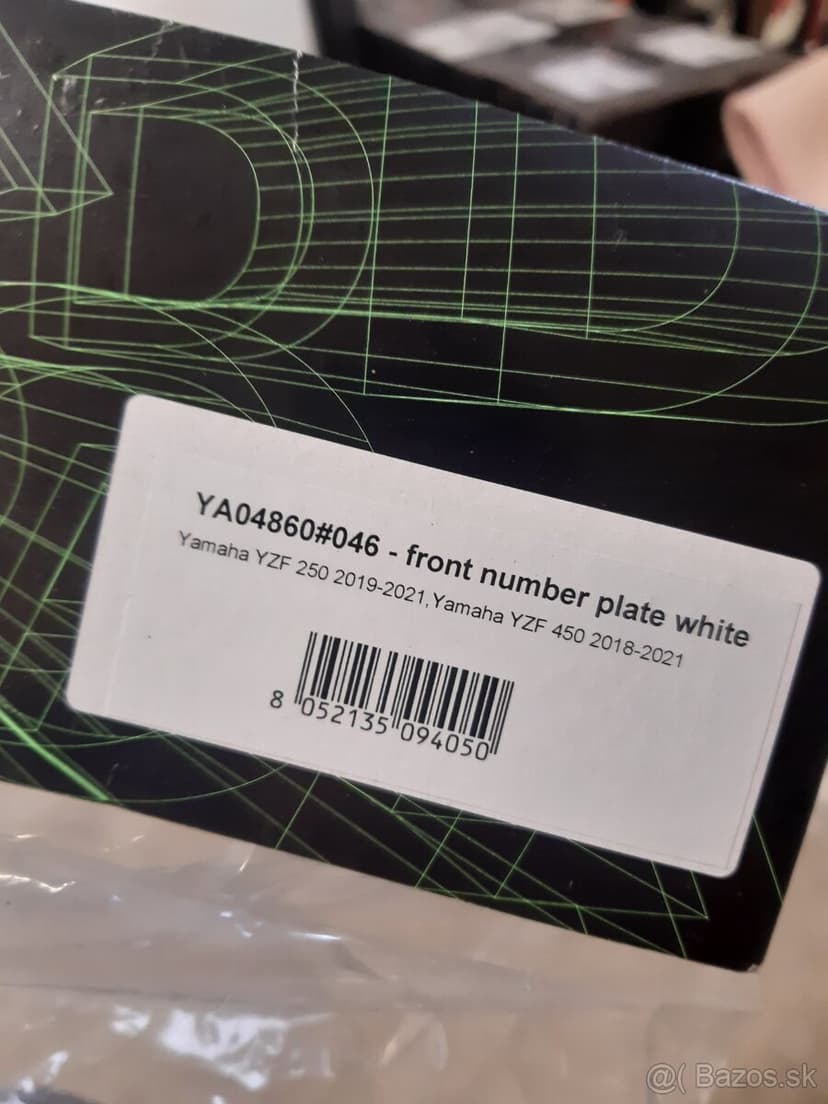 YA04860#046 - front number plate white
Yamaha YZF 250 2019-2021,Yamaha YZF 450 2018-2021
8 052135 094050
@( Bazos.sk